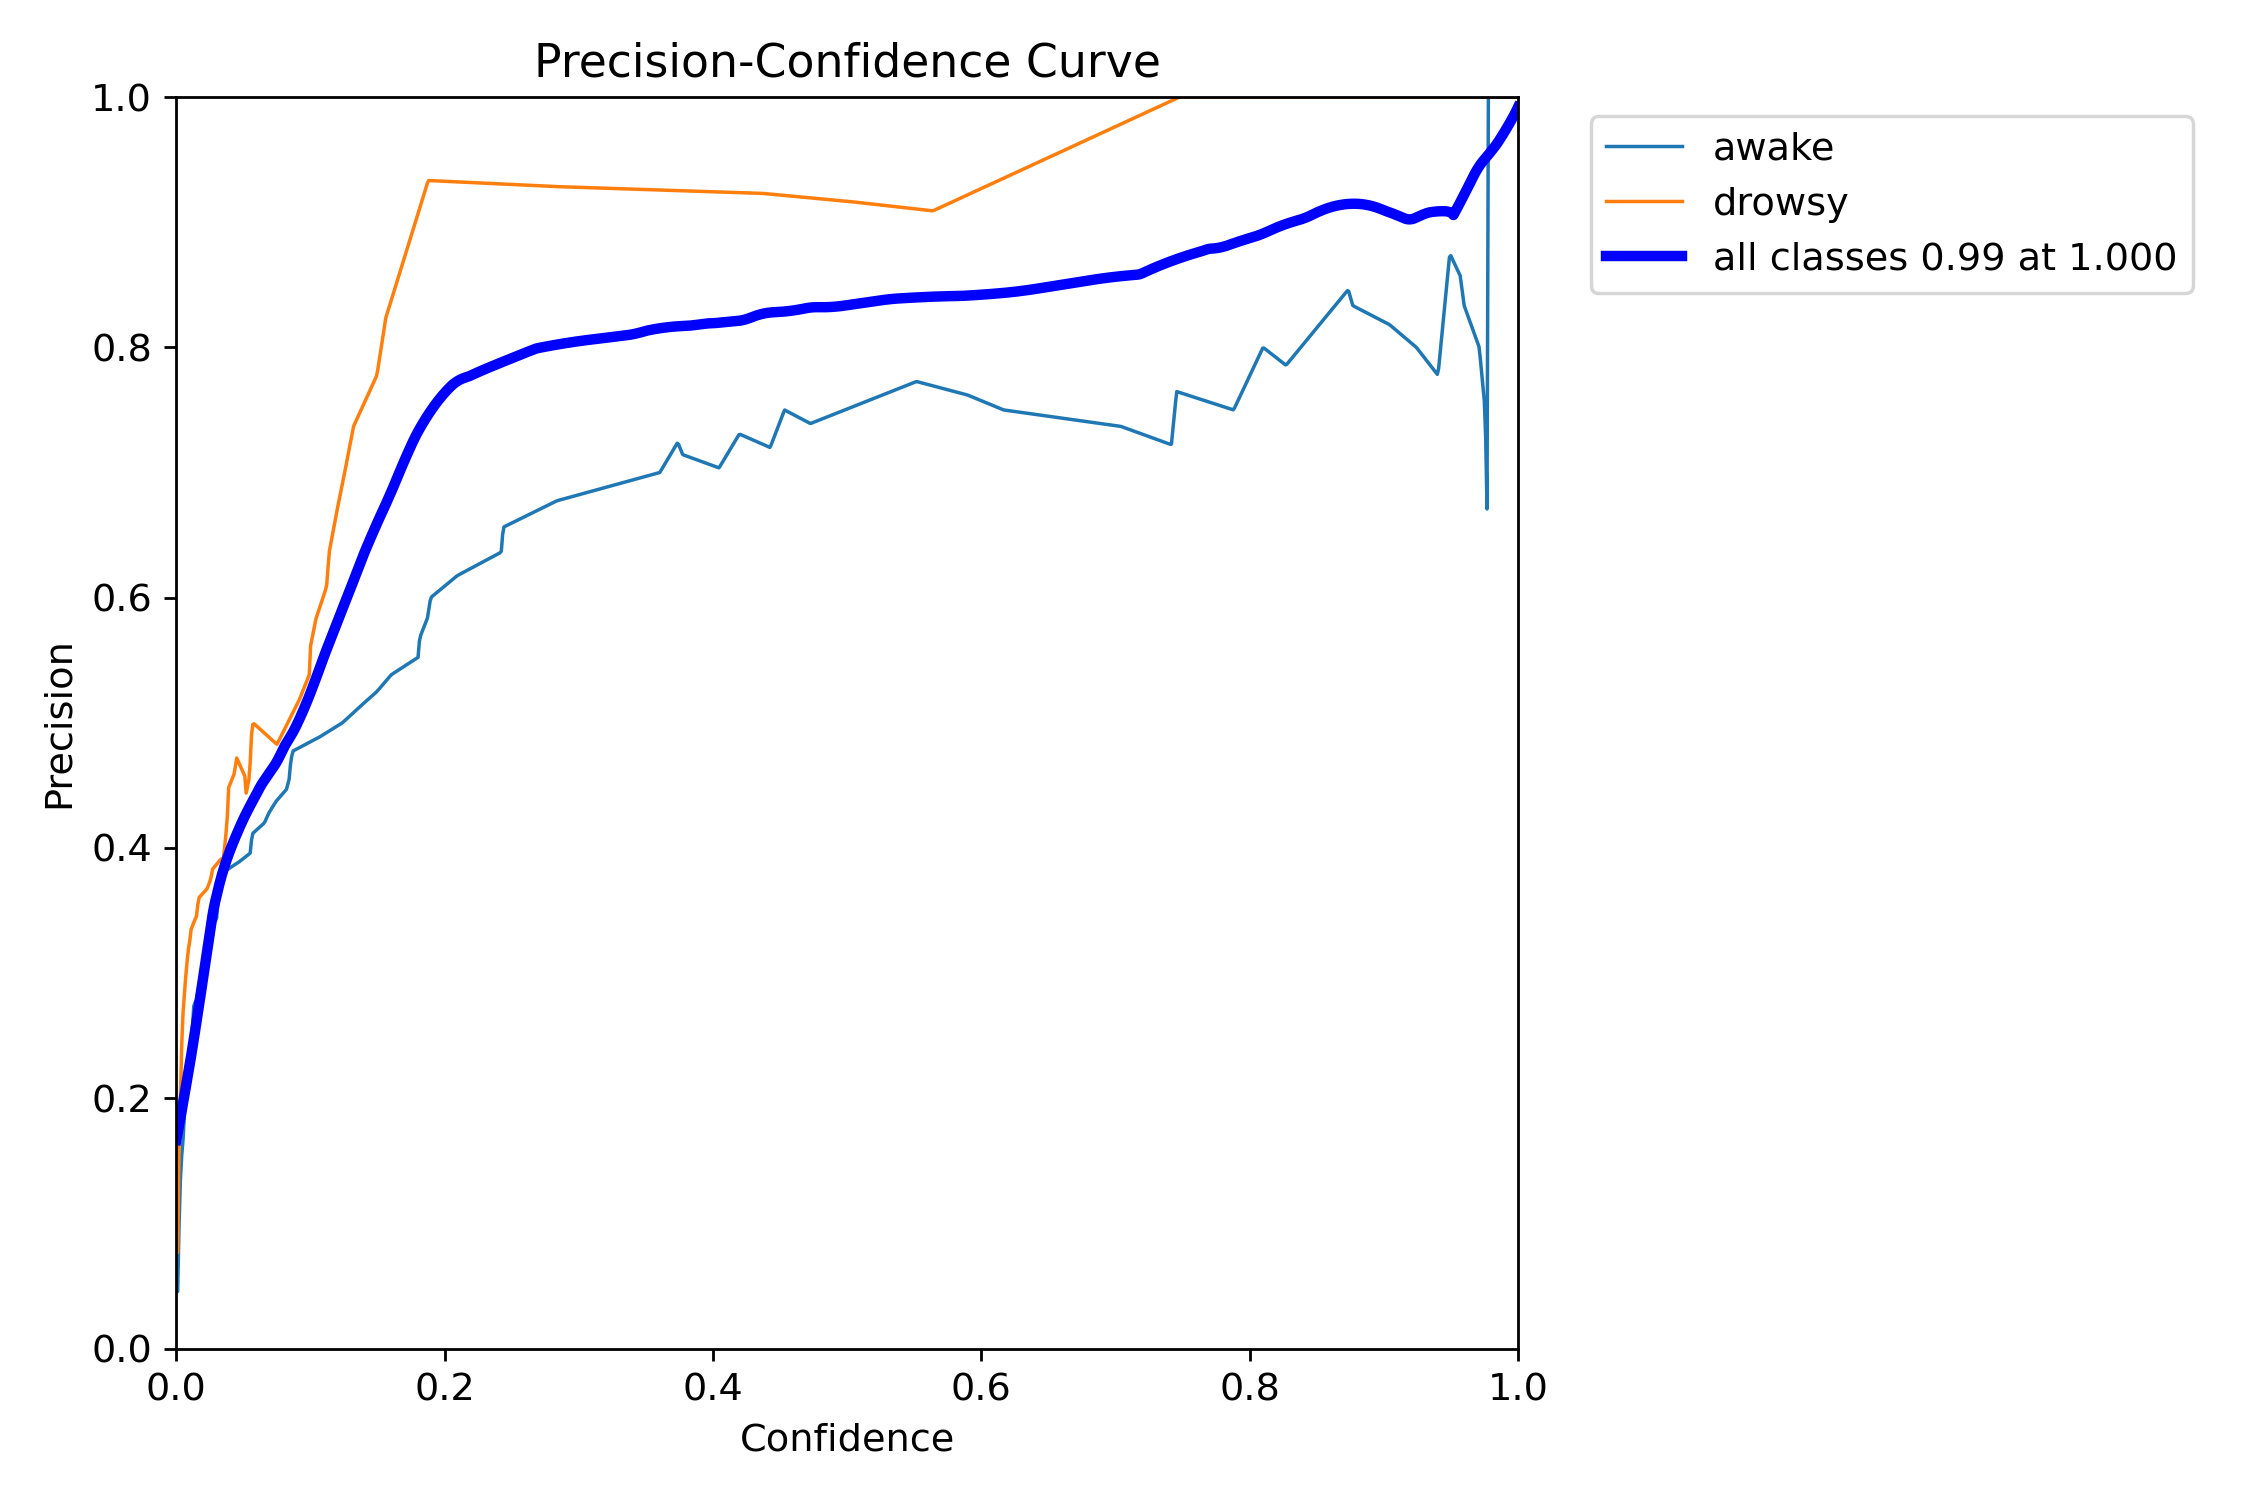 Precision-Confidence Curve
1.0
0.8
0.6
0.4
0.2
0.0
Precision
0.0 0.2 0.4 0.6 0.8 1.0
Confidence
awake
drowsy
all classes 0.99 at 1.000